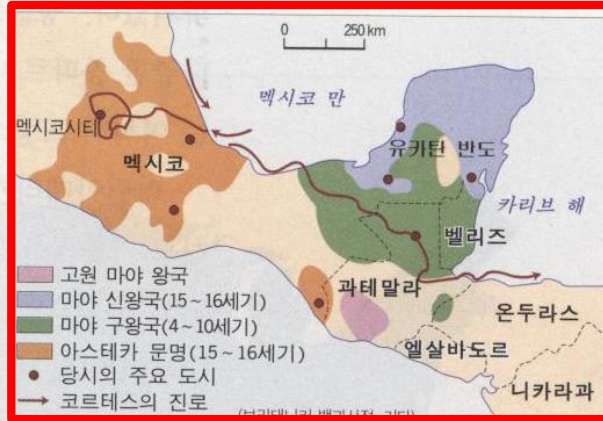 0 250 km
멕시코 만
멕시코시티
멕시코
유카탄 반도
카리브 해
벨리즈
과테말라
온두라스
엘살바도르
니카라과
고원 마야 왕국
마야 신왕국(15~16세기)
마야 구왕국(4~10세기)
아스테카 문명(15~16세기)
당시의 주요 도시
코르테스의 진로